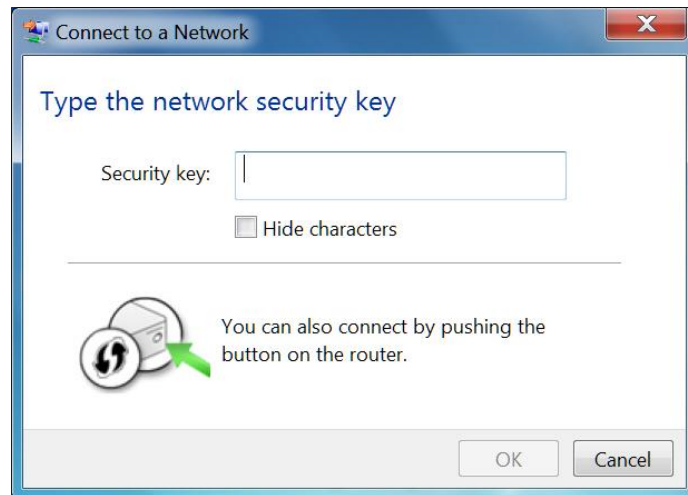 Connect to a Network
Type the network security key
Security key:
Hide characters
You can also connect by pushing the
button on the router.
OK
Cancel